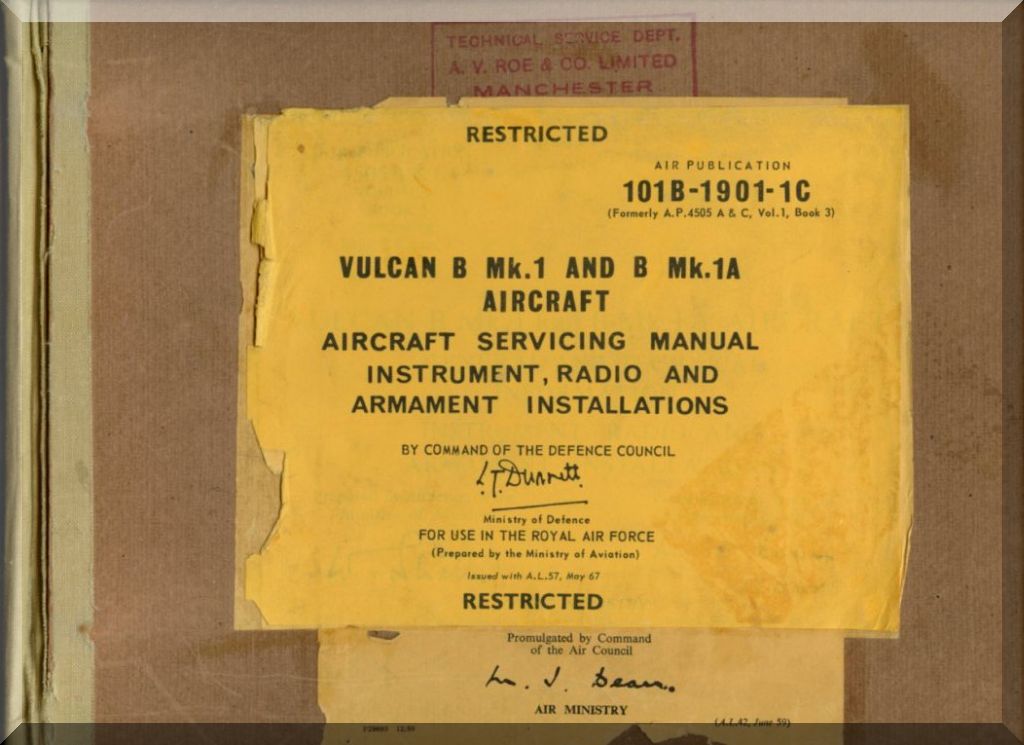 TECHNICAL SERVICE DEPT.
A. V. ROE & CO. LIMITED
MANCHESTER
RESTRICTED
AIR PUBLICATION
101B-1901-1C
(Formerly A.P.4505 A & C, Vol.1, Book 3)
VULCAN B Mk.1 AND B Mk.1A
AIRCRAFT
AIRCRAFT SERVICING MANUAL
INSTRUMENT, RADIO AND
ARMAMENT INSTALLATIONS
BY COMMAND OF THE DEFENCE COUNCIL
L.T. Dunnett
Ministry of Defence
FOR USE IN THE ROYAL AIR FORCE
(Prepared by the Ministry of Aviation)
Issued with A.L.57, May 67
RESTRICTED
Promulgated by Command
of the Air Council
M. J. Dean.
AIR MINISTRY
(A.L.42, June 59)